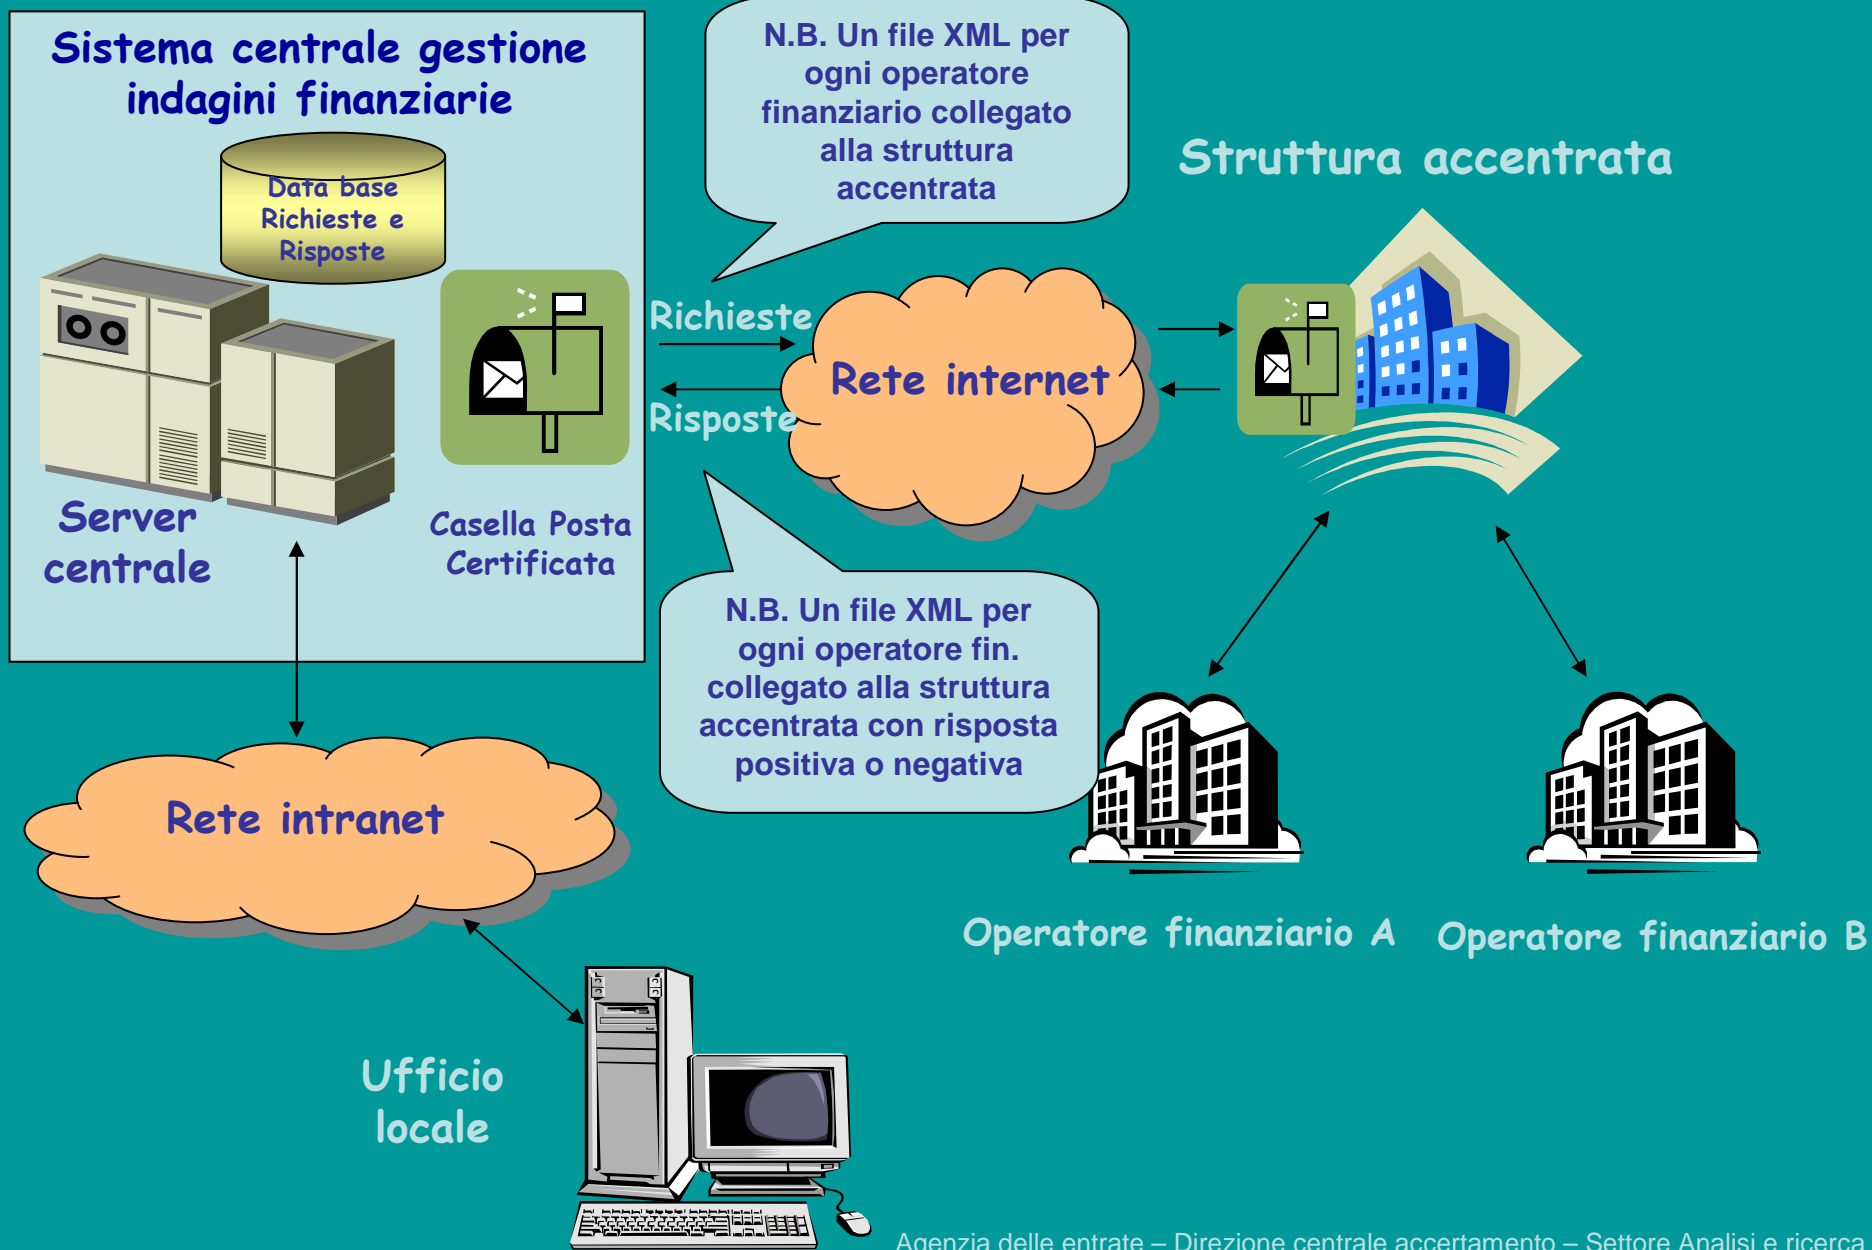 Sistema centrale gestione
indagini finanziarie
Data base
Richieste e
Risposte
Server
centrale
Casella Posta
Certificata
N.B. Un file XML per
ogni operatore
finanziario collegato
alla struttura
accentrata
Richieste
Risposte
Rete internet
Struttura accentrata
N.B. Un file XML per
ogni operatore fin.
collegato alla struttura
accentrata con risposta
positiva o negativa
Rete intranet
Operatore finanziario A
Operatore finanziario B
Ufficio
locale
Agenzia delle entrate – Direzione centrale accertamento – Settore Analisi e ricerca